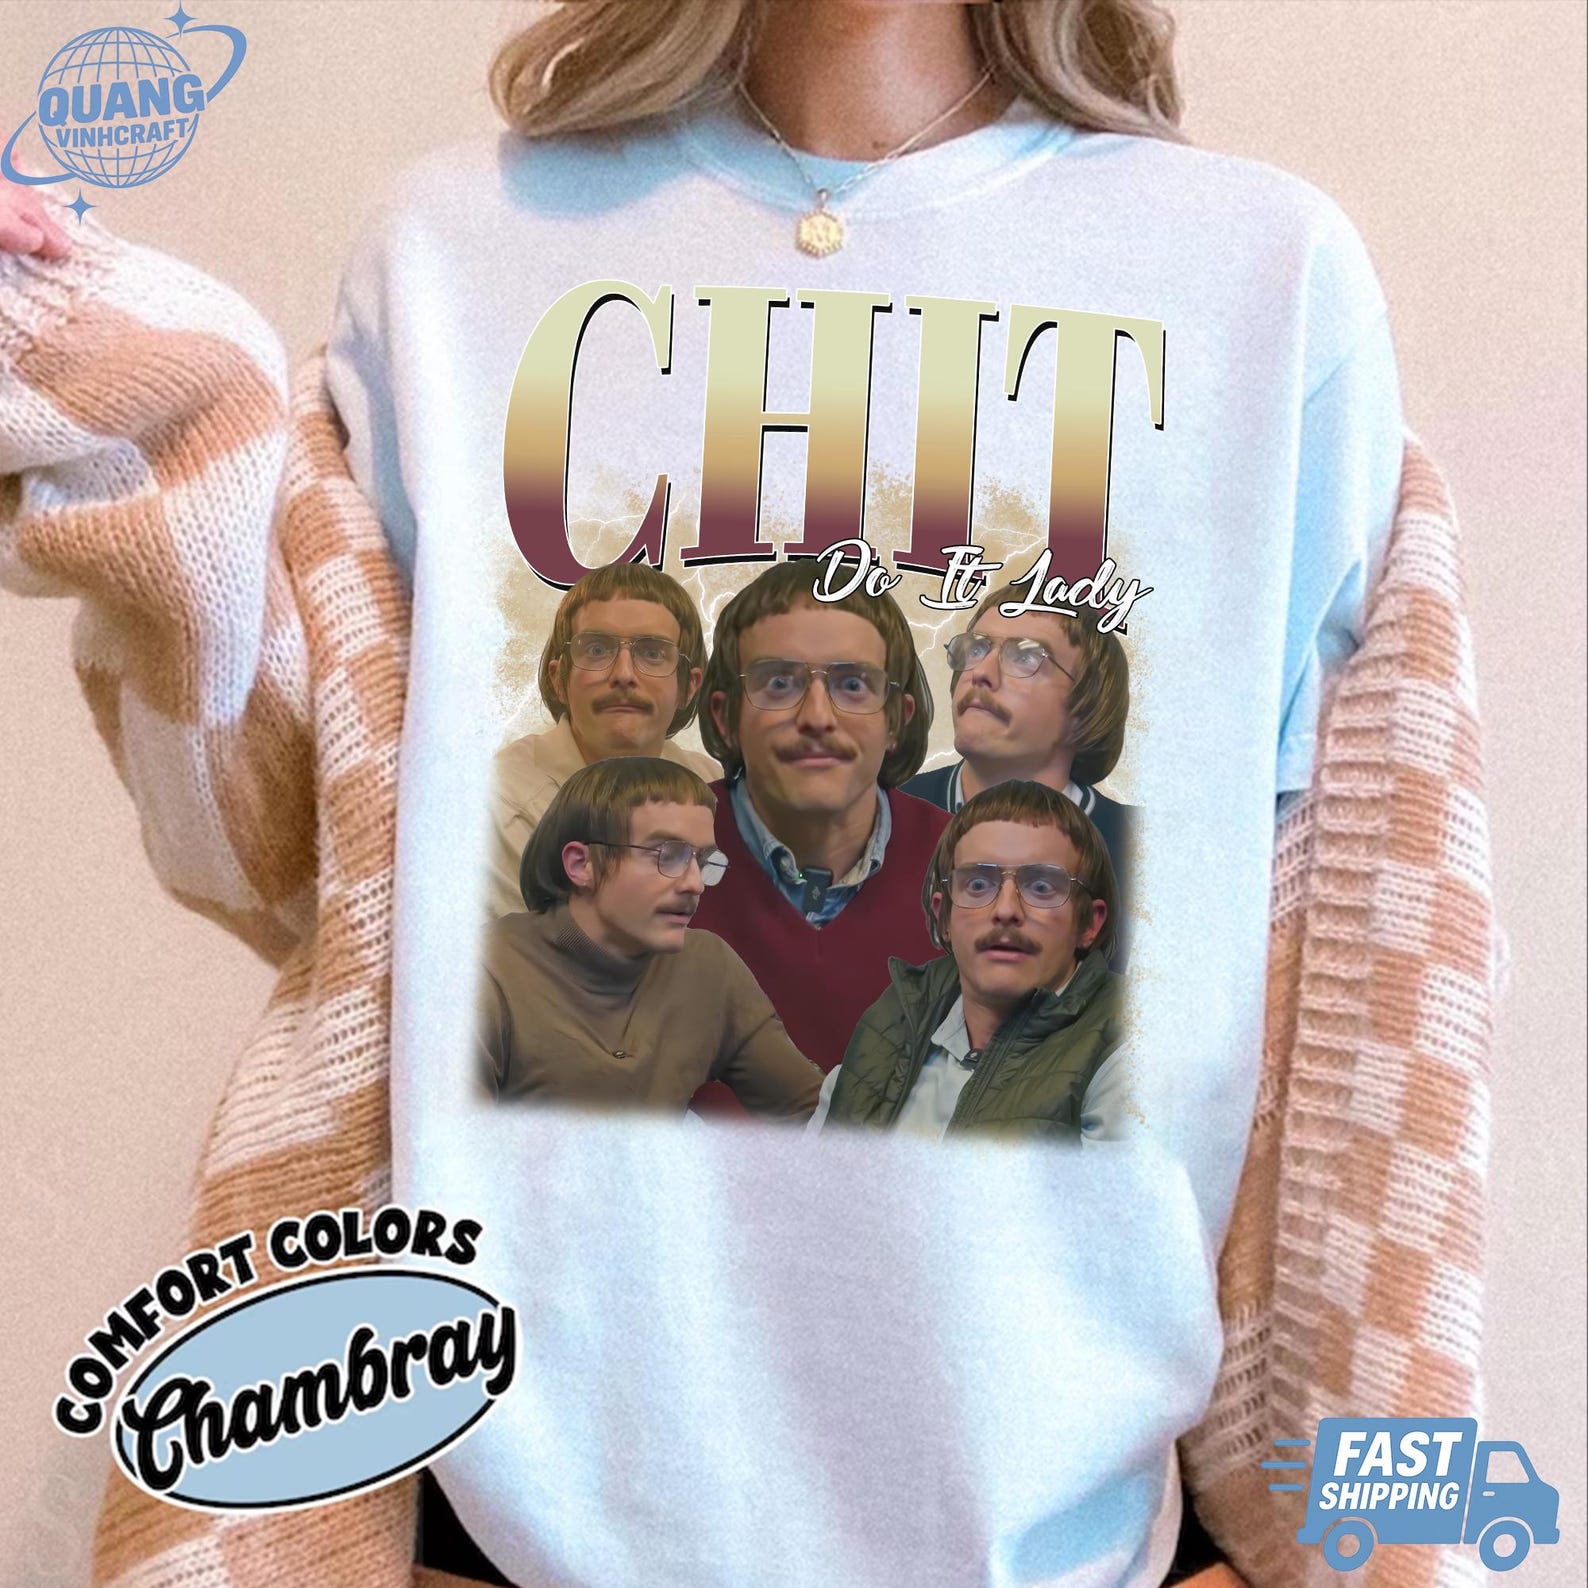 QUANG
VINHCRAFT
CHIT
Do It Lady
COMFORT COLORS
Chambray
FAST
SHIPPING